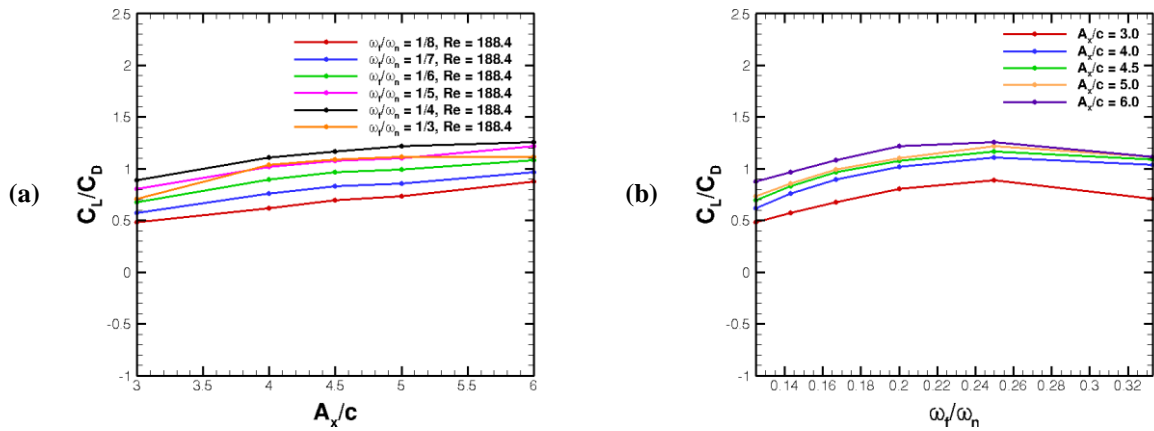 (a)
C_L/C_D
2.5
2
1.5
1
0.5
0
-0.5
-1
ω_f/ω_n = 1/8, Re = 188.4
ω_f/ω_n = 1/7, Re = 188.4
ω_f/ω_n = 1/6, Re = 188.4
ω_f/ω_n = 1/5, Re = 188.4
ω_f/ω_n = 1/4, Re = 188.4
ω_f/ω_n = 1/3, Re = 188.4
3 3.5 4 4.5 5 5.5 6
A_x/c
(b)
C_L/C_D
2.5
2
1.5
1
0.5
0
-0.5
-1
A_x/c = 3.0
A_x/c = 4.0
A_x/c = 4.5
A_x/c = 5.0
A_x/c = 6.0
0.14 0.16 0.18 0.2 0.22 0.24 0.26 0.28 0.3 0.32
ω_f/ω_n